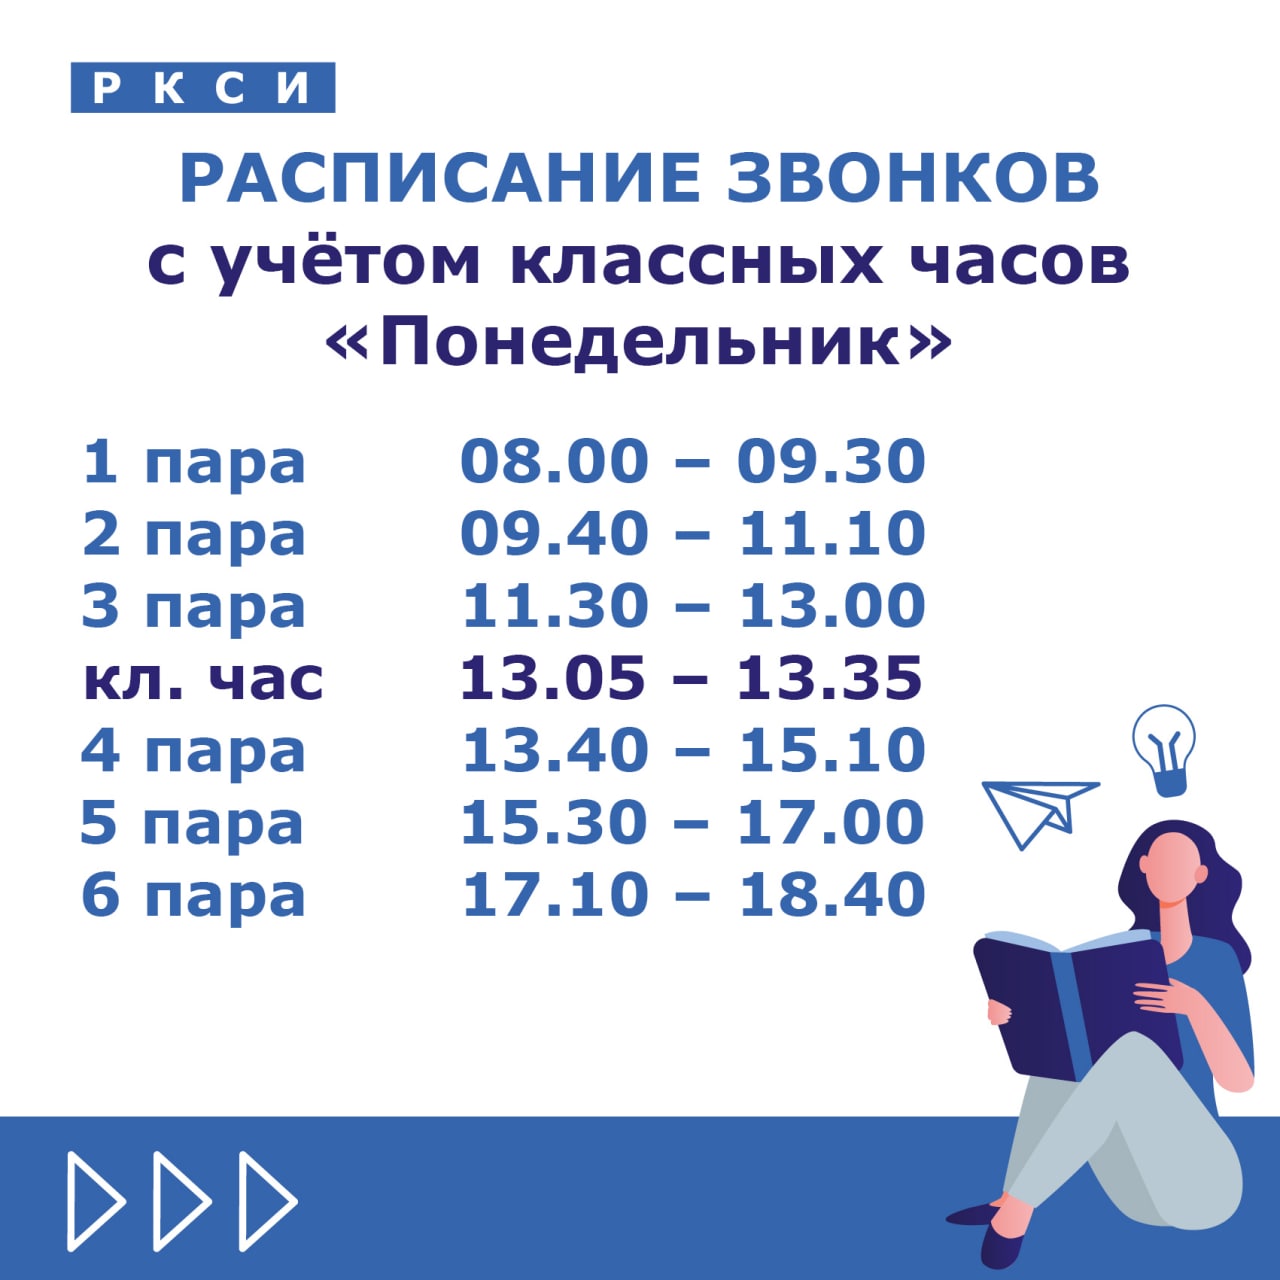 РКСИ
РАСПИСАНИЕ ЗВОНКОВ
с учётом классных часов
«Понедельник»
1 пара 08.00 – 09.30
2 пара 09.40 – 11.10
3 пара 11.30 – 13.00
кл. час 13.05 – 13.35
4 пара 13.40 – 15.10
5 пара 15.30 – 17.00
6 пара 17.10 – 18.40